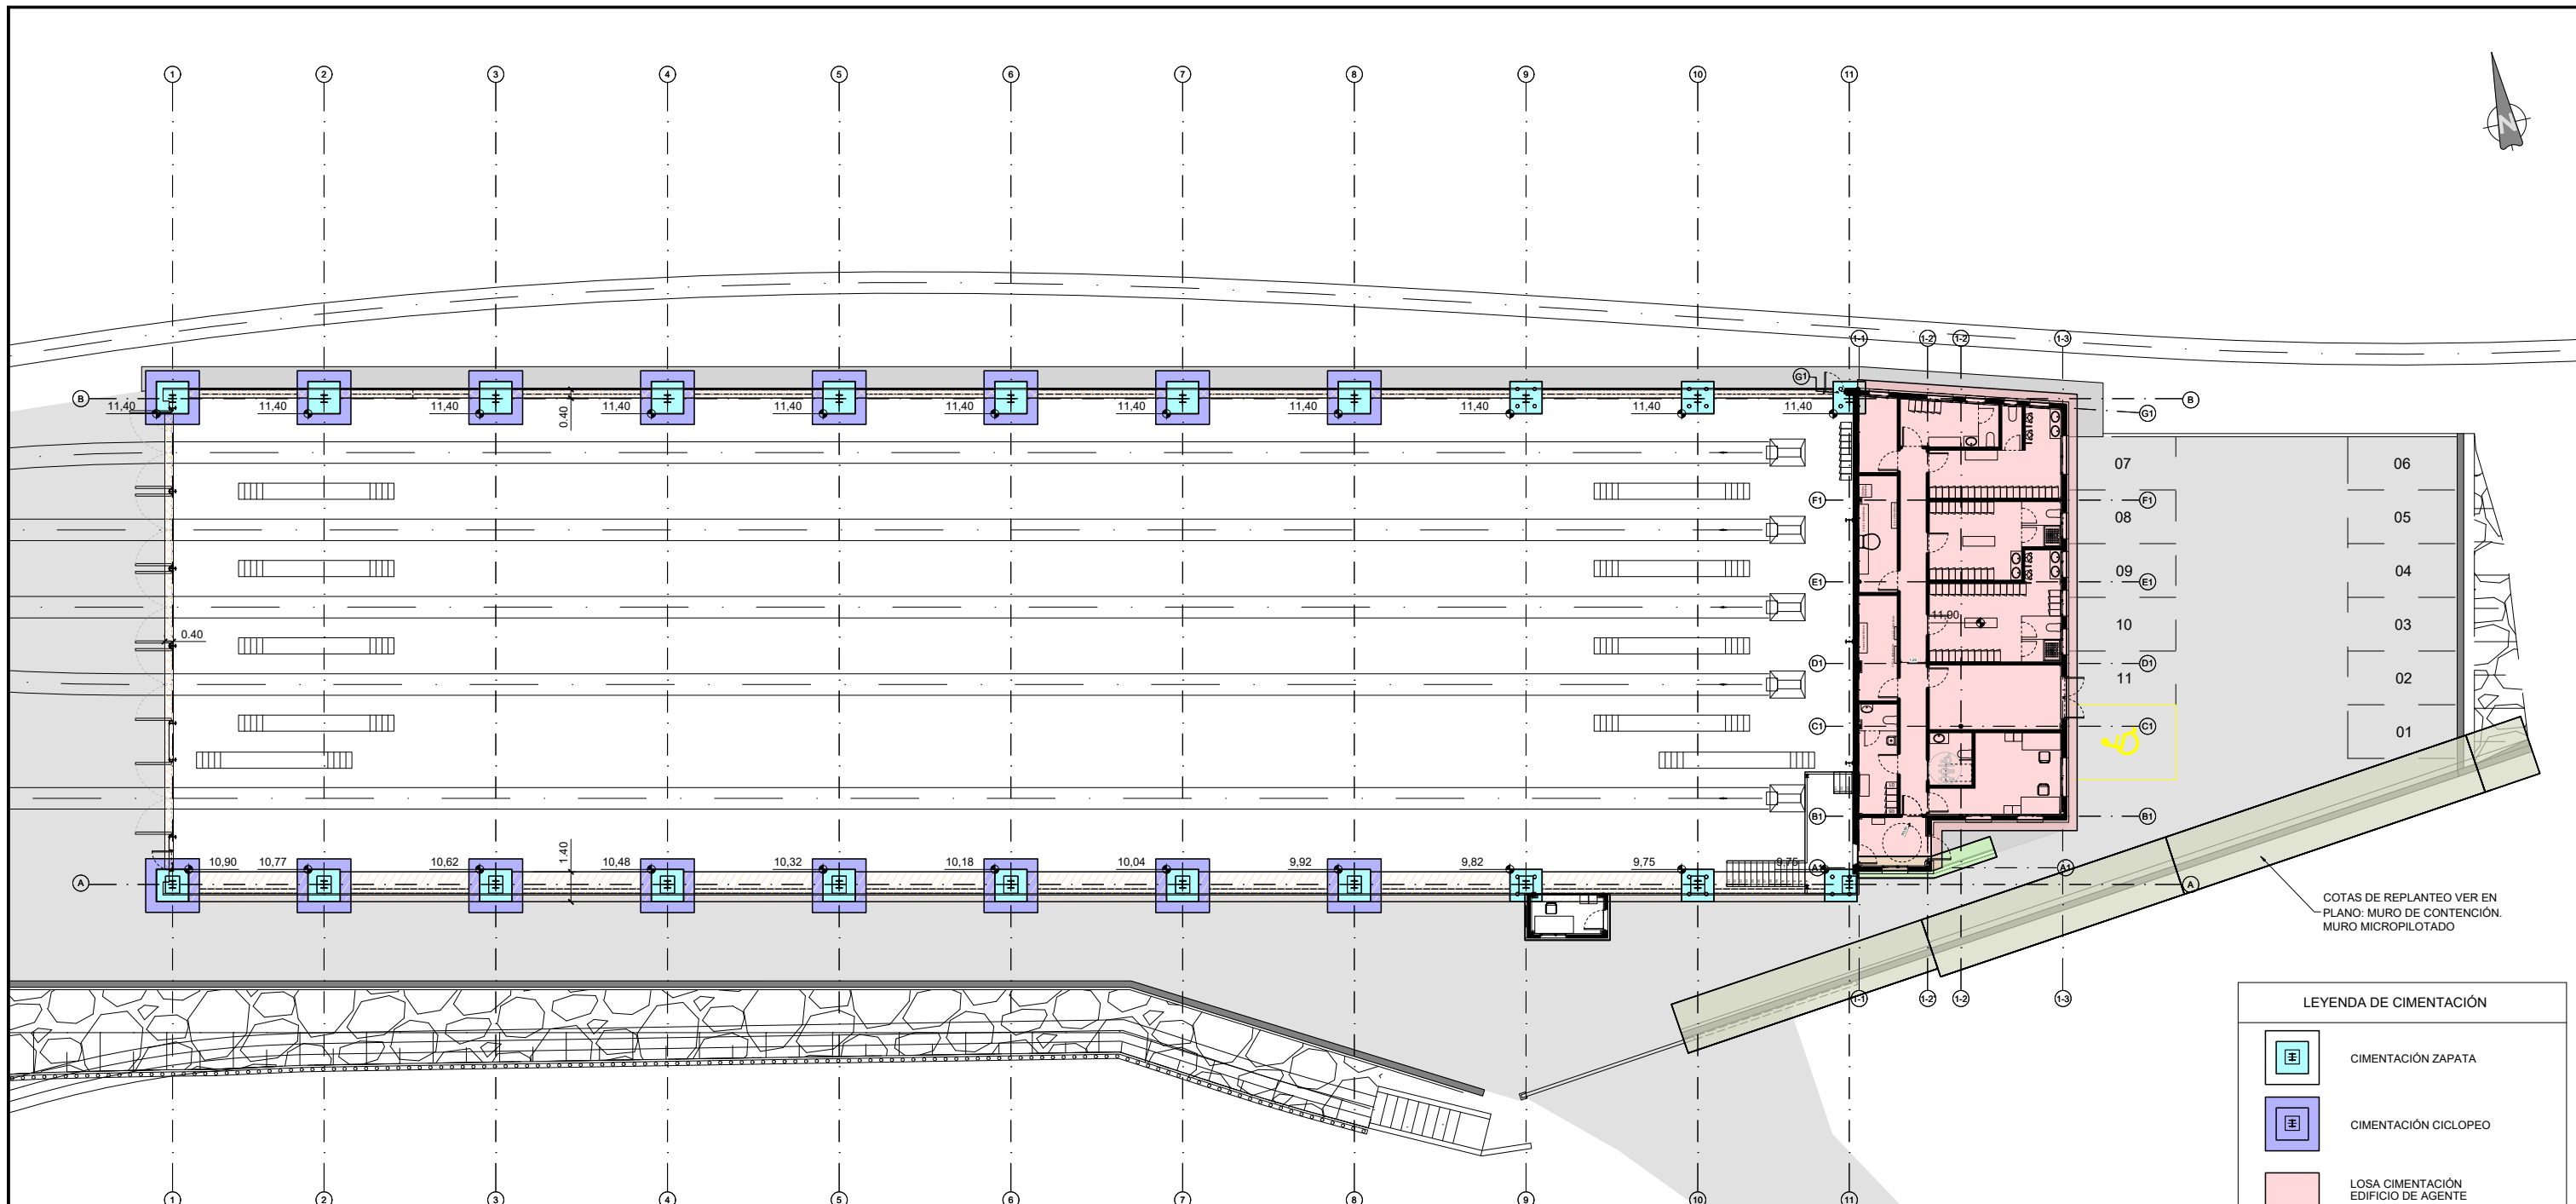 1 2 3 4 5 6 7 8 9 10 11
N
1-1 1-2' 1-2 1-3
G1
B B
G1
11,40 11,40 11,40 11,40 11,40 11,40 11,40 11,40 11,40 11,40 11,40
0.40
07 06
F1 F1
08 05
E1 09 E1 04
11,90
0.40 10 03
D1 D1
11 02
C1 C1
01
B1 B1
1.40
10,90 10,77 10,62 10,48 10,32 10,18 10,04 9,92 9,82 9,75 9,75
A1 A1
A A
COTAS DE REPLANTEO VER EN
PLANO: MURO DE CONTENCIÓN.
MURO MICROPILOTADO
1-1 1-2' 1-2 1-3
LEYENDA DE CIMENTACIÓN
CIMENTACIÓN ZAPATA
CIMENTACIÓN CICLOPEO
LOSA CIMENTACIÓN
EDIFICIO DE AGENTE
1 2 3 4 5 6 7 8 9 10 11